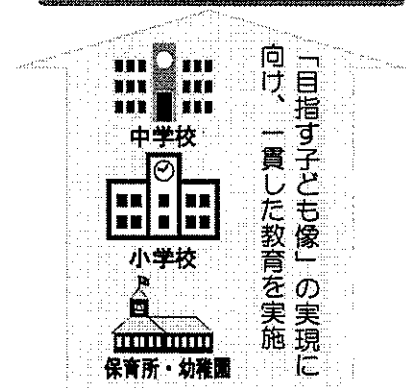 「目指す子ども像」の実現に
向け、一貫した教育を実施
中学校
小学校
保育所・幼稚園